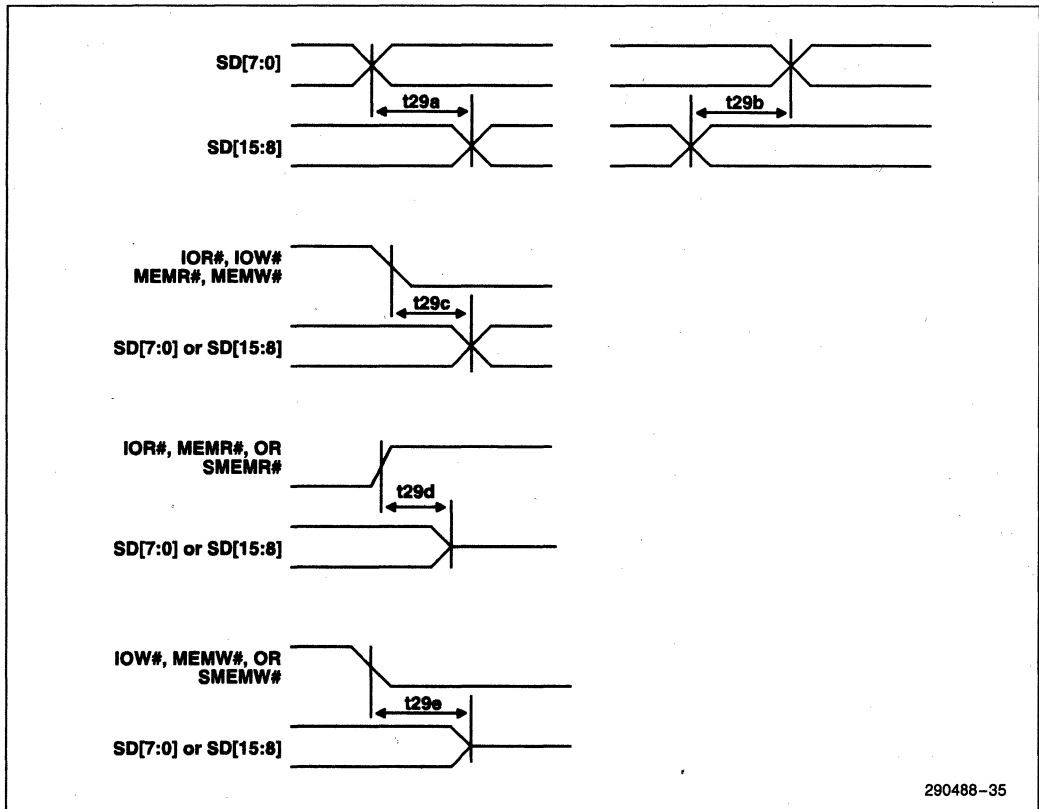 SD[7:0]
t29a
t29b
SD[15:8]
IOR#, IOW#
MEMR#, MEMW#
t29c
SD[7:0] or SD[15:8]
IOR#, MEMR#, OR
SMEMR#
t29d
SD[7:0] or SD[15:8]
IOW#, MEMW#, OR
SMEMW#
t29e
SD[7:0] or SD[15:8]
290488-35